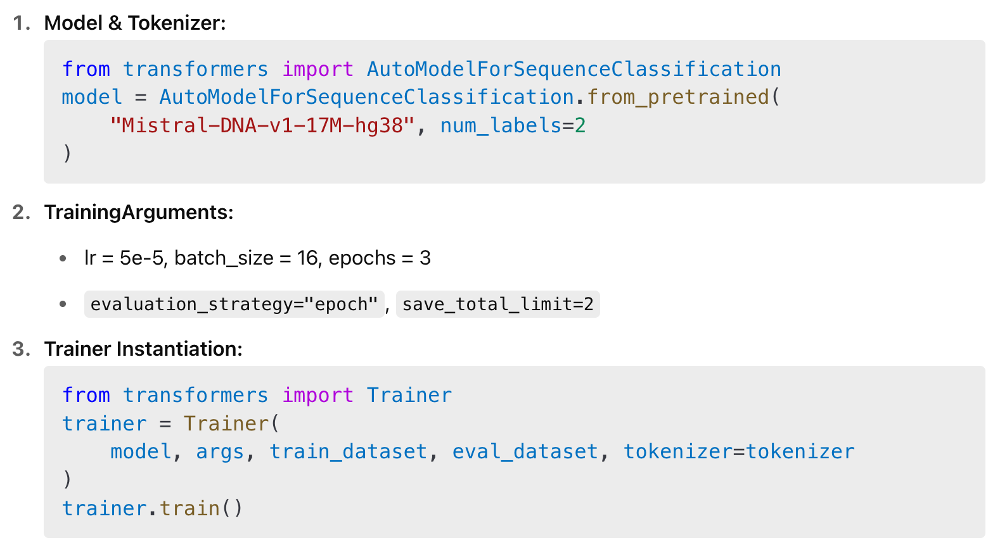 1. Model & Tokenizer:
from transformers import AutoModelForSequenceClassification
model = AutoModelForSequenceClassification.from_pretrained(
    "Mistral-DNA-v1-17M-hg38", num_labels=2
)
2. TrainingArguments:
• lr = 5e-5, batch_size = 16, epochs = 3
• evaluation_strategy="epoch", save_total_limit=2
3. Trainer Instantiation:
from transformers import Trainer
trainer = Trainer(
    model, args, train_dataset, eval_dataset, tokenizer=tokenizer
)
trainer.train()